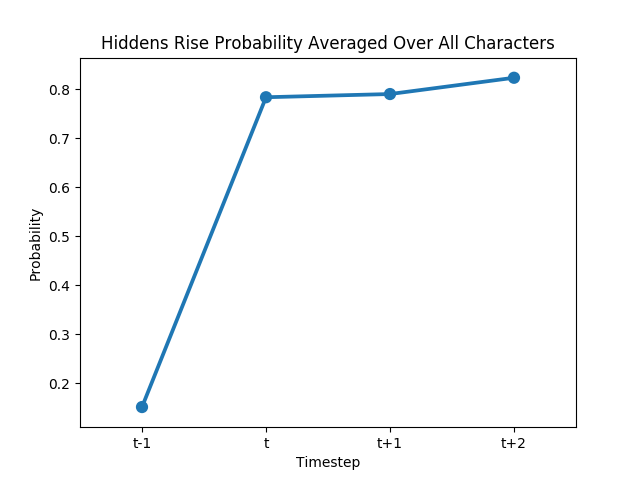 Hiddens Rise Probability Averaged Over All Characters
0.8
0.7
0.6
0.5
0.4
0.3
0.2
Probability
t-1 t t+1 t+2
Timestep